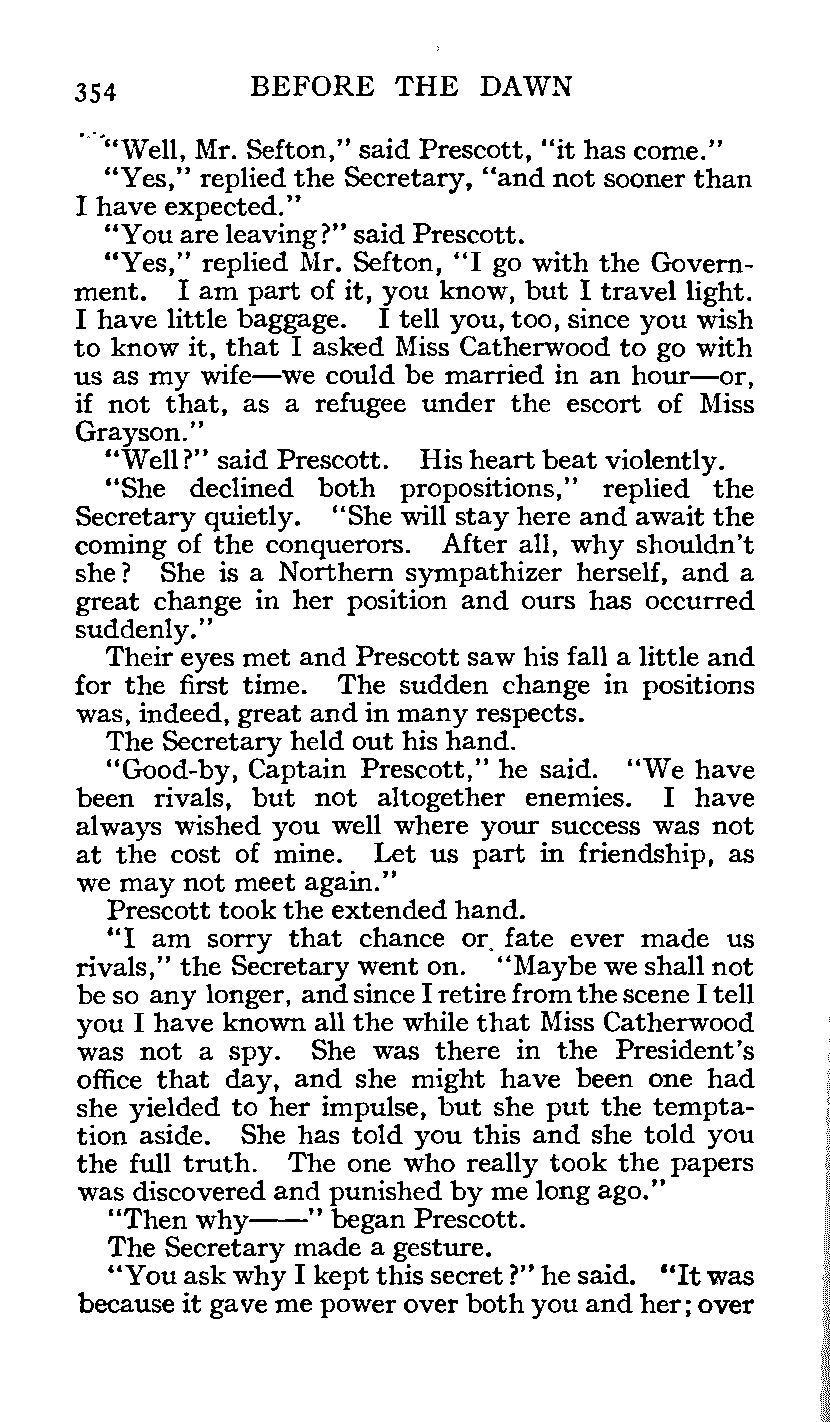 354 BEFORE THE DAWN
"Well, Mr. Sefton," said Prescott, "it has come."
"Yes," replied the Secretary, "and not sooner than
I have expected."
"You are leaving?" said Prescott.
"Yes," replied Mr. Sefton, "I go with the Govern-
ment. I am part of it, you know, but I travel light.
I have little baggage. I tell you, too, since you wish
to know it, that I asked Miss Catherwood to go with
us as my wife—we could be married in an hour—or,
if not that, as a refugee under the escort of Miss
Grayson."
"Well?" said Prescott. His heart beat violently.
"She declined both propositions," replied the
Secretary quietly. "She will stay here and await the
coming of the conquerors. After all, why shouldn't
she? She is a Northern sympathizer herself, and a
great change in her position and ours has occurred
suddenly."
Their eyes met and Prescott saw his fall a little and
for the first time. The sudden change in positions
was, indeed, great and in many respects.
The Secretary held out his hand.
"Good-by, Captain Prescott," he said. "We have
been rivals, but not altogether enemies. I have
always wished you well where your success was not
at the cost of mine. Let us part in friendship, as
we may not meet again."
Prescott took the extended hand.
"I am sorry that chance or fate ever made us
rivals," the Secretary went on. "Maybe we shall not
be so any longer, and since I retire from the scene I tell
you I have known all the while that Miss Catherwood
was not a spy. She was there in the President's
office that day, and she might have been one had
she yielded to her impulse, but she put the tempta-
tion aside. She has told you this and she told you
the full truth. The one who really took the papers
was discovered and punished by me long ago."
"Then why——" began Prescott.
The Secretary made a gesture.
"You ask why I kept this secret?" he said. "It was
because it gave me power over both you and her; over